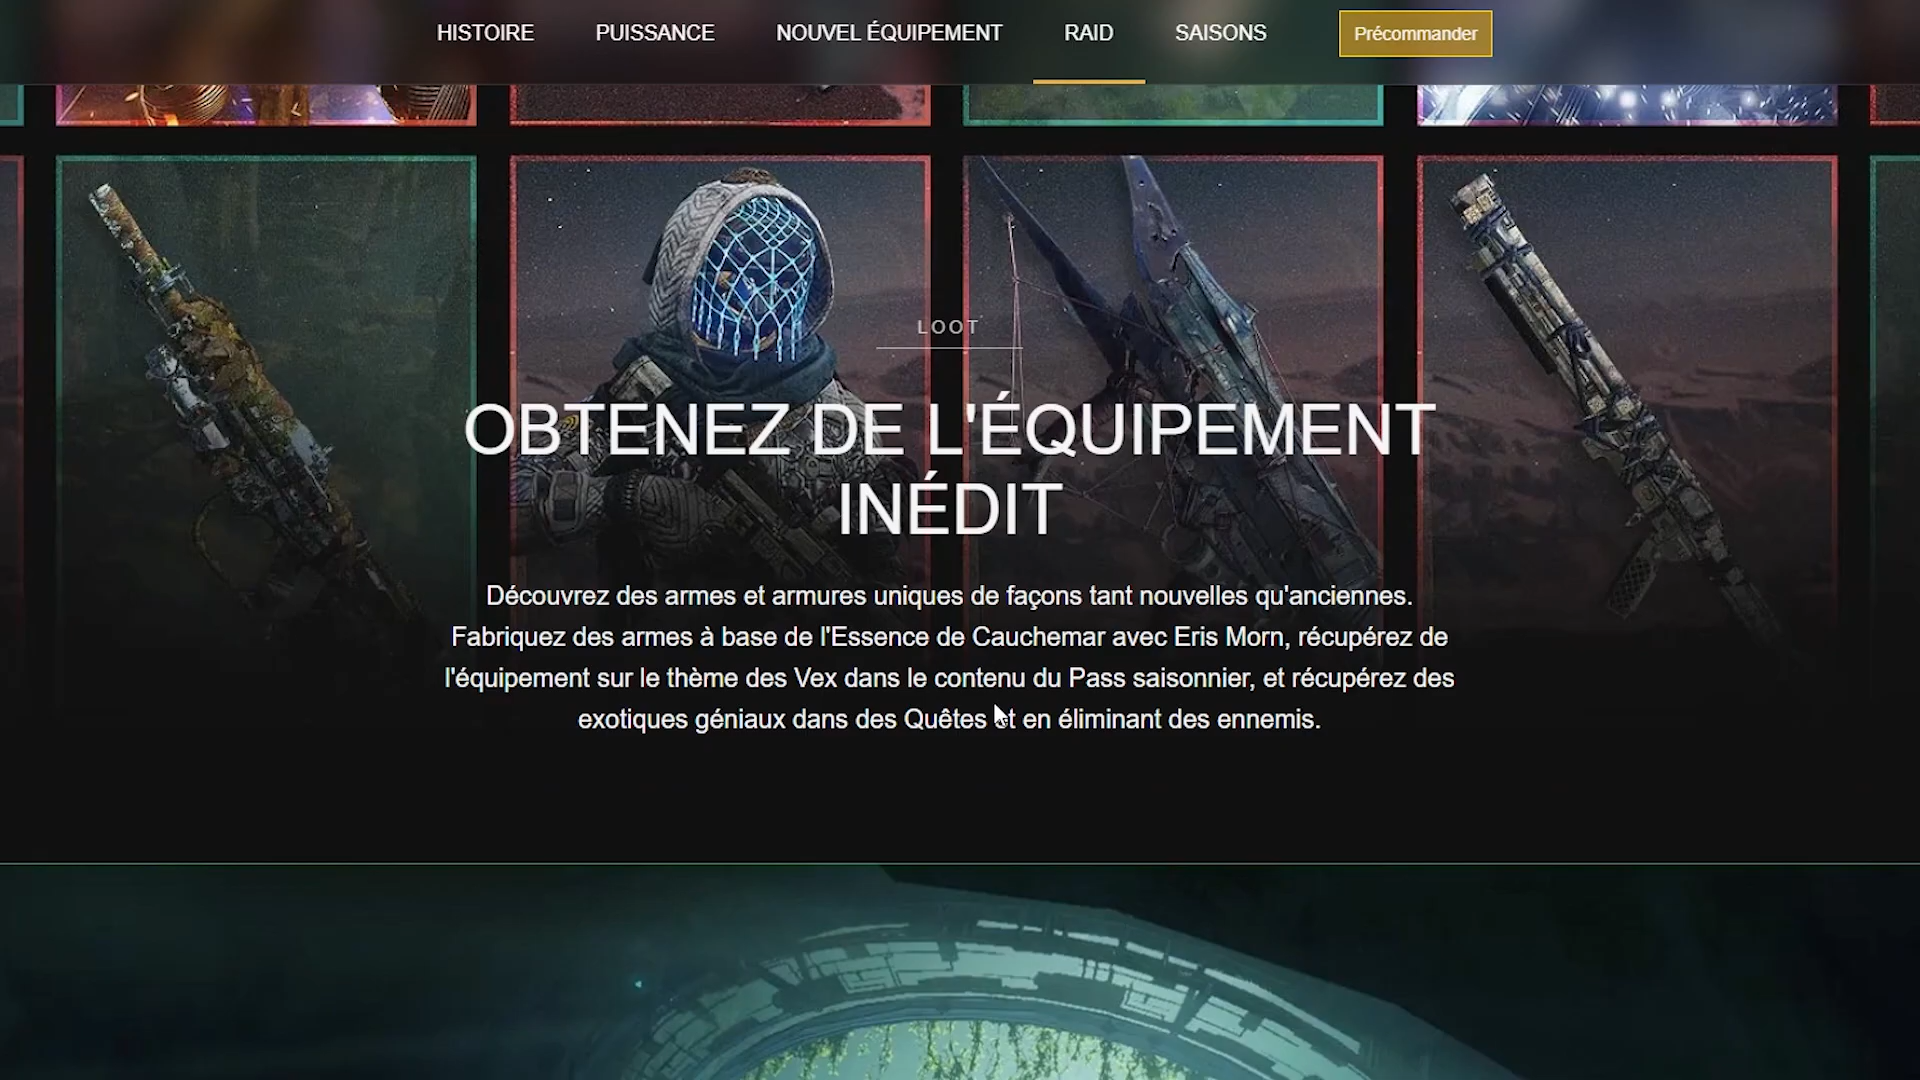 HISTOIRE PUISSANCE NOUVEL ÉQUIPEMENT RAID SAISONS Précommander
LOOT
OBTENEZ DE L'ÉQUIPEMENT
INÉDIT
Découvrez des armes et armures uniques de façons tant nouvelles qu'anciennes.
Fabriquez des armes à base de l'Essence de Cauchemar avec Eris Morn, récupérez de
l'équipement sur le thème des Vex dans le contenu du Pass saisonnier, et récupérez des
exotiques géniaux dans des Quêtes et en éliminant des ennemis.